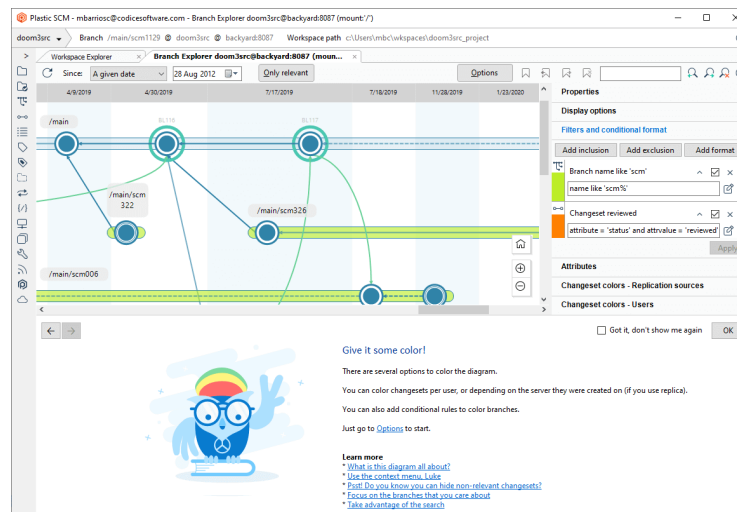 Plastic SCM - mbarriosc@codicesoftware.com - Branch Explorer doom3src@backyard:8087 (mount:'/')
doom3src Branch /main/scm1129 @ doom3src @ backyard:8087 Workspace path c:\Users\mbc\wkspaces\doom3src_project
Workspace Explorer Branch Explorer doom3src@backyard:8087 (moun...
Since: A given date 28 Aug 2012 Only relevant Options
4/9/2019 4/30/2019 7/17/2019 7/18/2019 11/28/2019 1/23/2020
/main
BL116
BL117
/main/scm
322
/main/scm326
/main/scm006
Properties
Display options
Filters and conditional format
Add inclusion Add exclusion Add format
Branch name like 'scm'
name like 'scm%'
Changeset reviewed
attribute = 'status' and attrvalue = 'reviewed'
Apply
Attributes
Changeset colors - Replication sources
Changeset colors - Users
Got it, don't show me again OK
Give it some color!
There are several options to color the diagram.
You can color changesets per user, or depending on the server they were created on (if you use replica).
You can also add conditional rules to color branches.
Just go to Options to start.
Learn more
* What is this diagram all about?
* Use the context menu, Luke
* Psst! Do you know you can hide non-relevant changesets?
* Focus on the branches that you care about
* Take advantage of the search